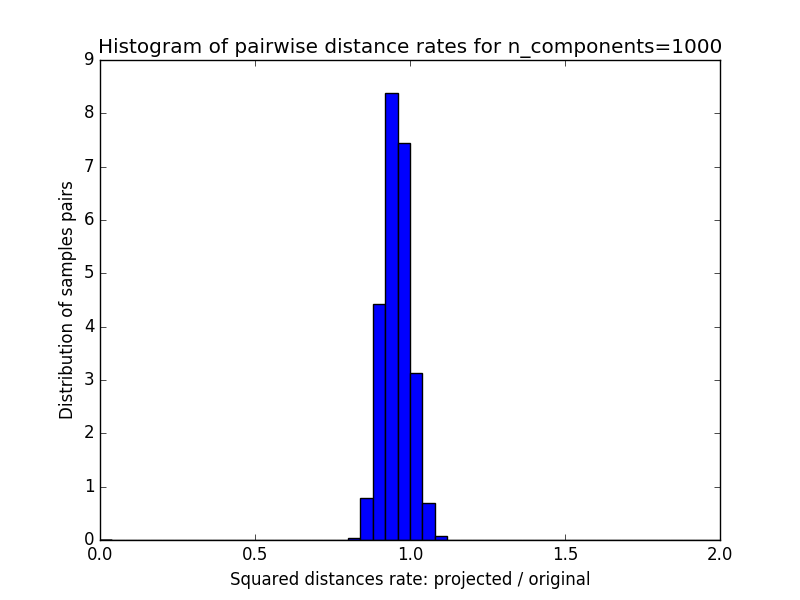 Histogram of pairwise distance rates for n_components=1000
9
8
7
6
5
4
3
2
1
0
Distribution of samples pairs
0.0 0.5 1.0 1.5 2.0
Squared distances rate: projected / original